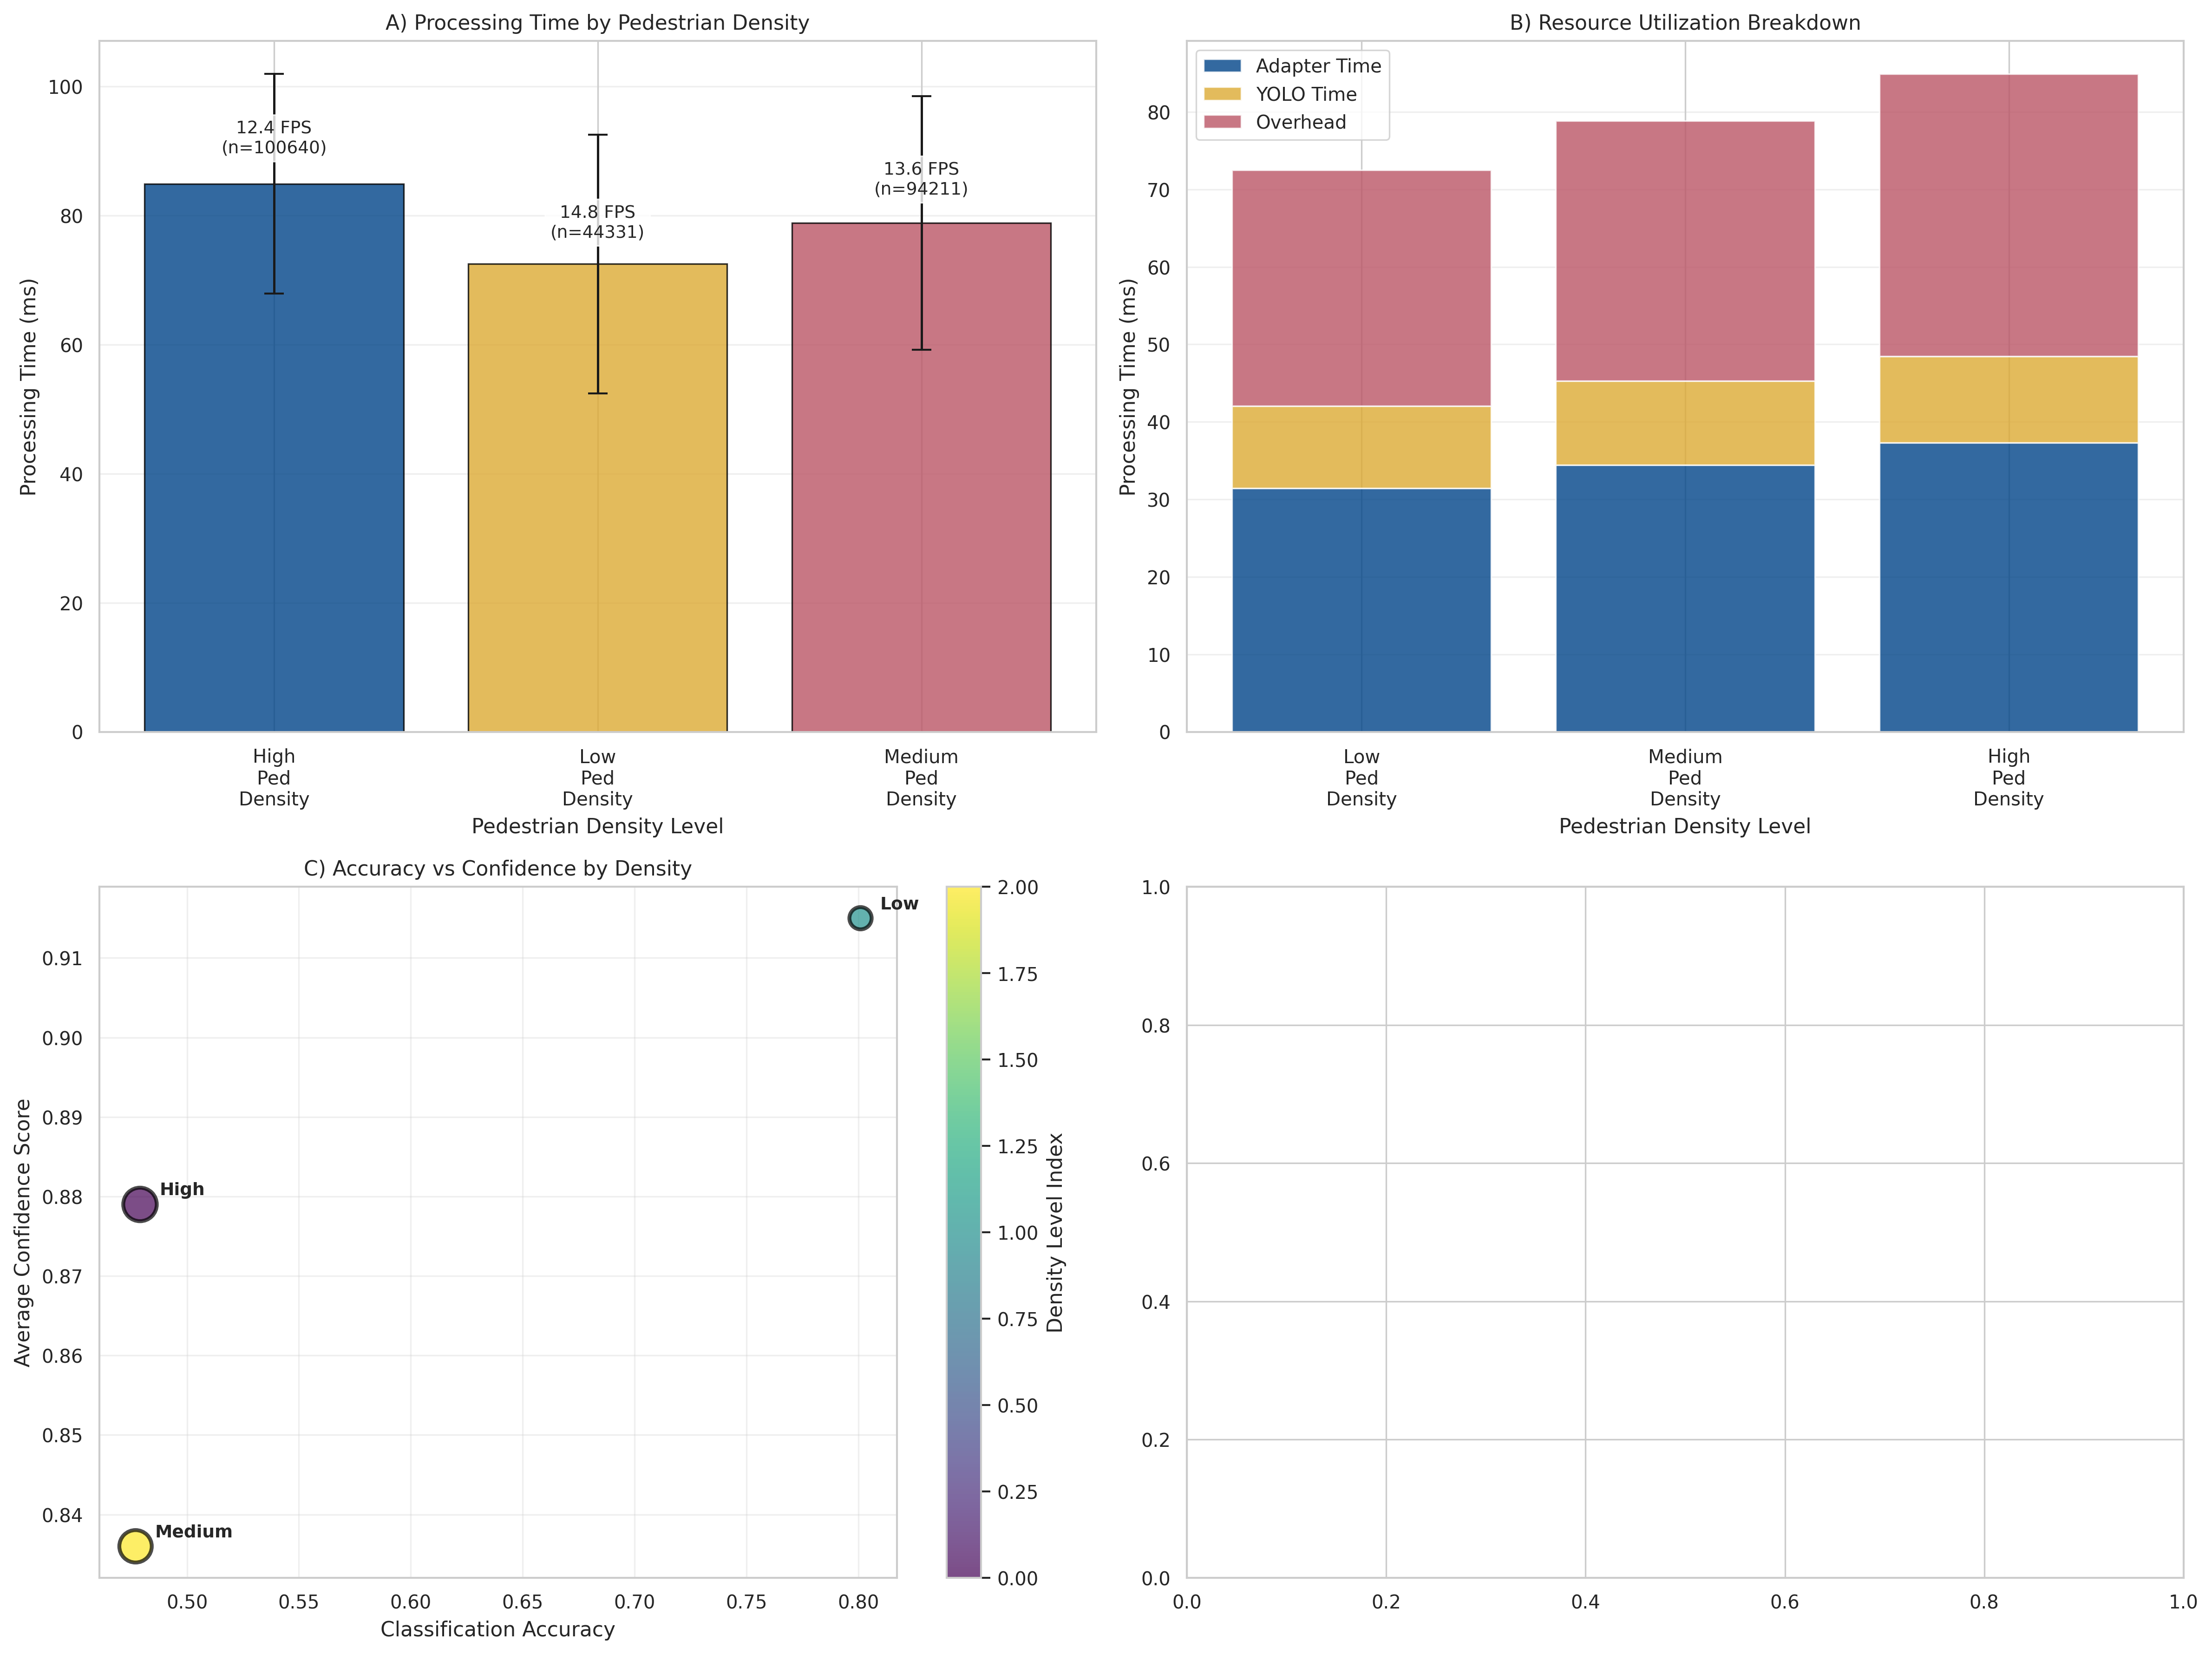 A) Processing Time by Pedestrian Density
Processing Time (ms)
100
80
60
40
20
0
12.4 FPS
(n=100640)
14.8 FPS
(n=44331)
13.6 FPS
(n=94211)
High
Ped
Density
Low
Ped
Density
Medium
Ped
Density
Pedestrian Density Level
B) Resource Utilization Breakdown
Adapter Time
YOLO Time
Overhead
Processing Time (ms)
80
70
60
50
40
30
20
10
0
Low
Ped
Density
Medium
Ped
Density
High
Ped
Density
Pedestrian Density Level
C) Accuracy vs Confidence by Density
Average Confidence Score
0.91
0.90
0.89
0.88
0.87
0.86
0.85
0.84
Low
High
Medium
0.50 0.55 0.60 0.65 0.70 0.75 0.80
Classification Accuracy
2.00
1.75
1.50
1.25
1.00
0.75
0.50
0.25
0.00
Density Level Index
1.0
0.8
0.6
0.4
0.2
0.0
0.0 0.2 0.4 0.6 0.8 1.0